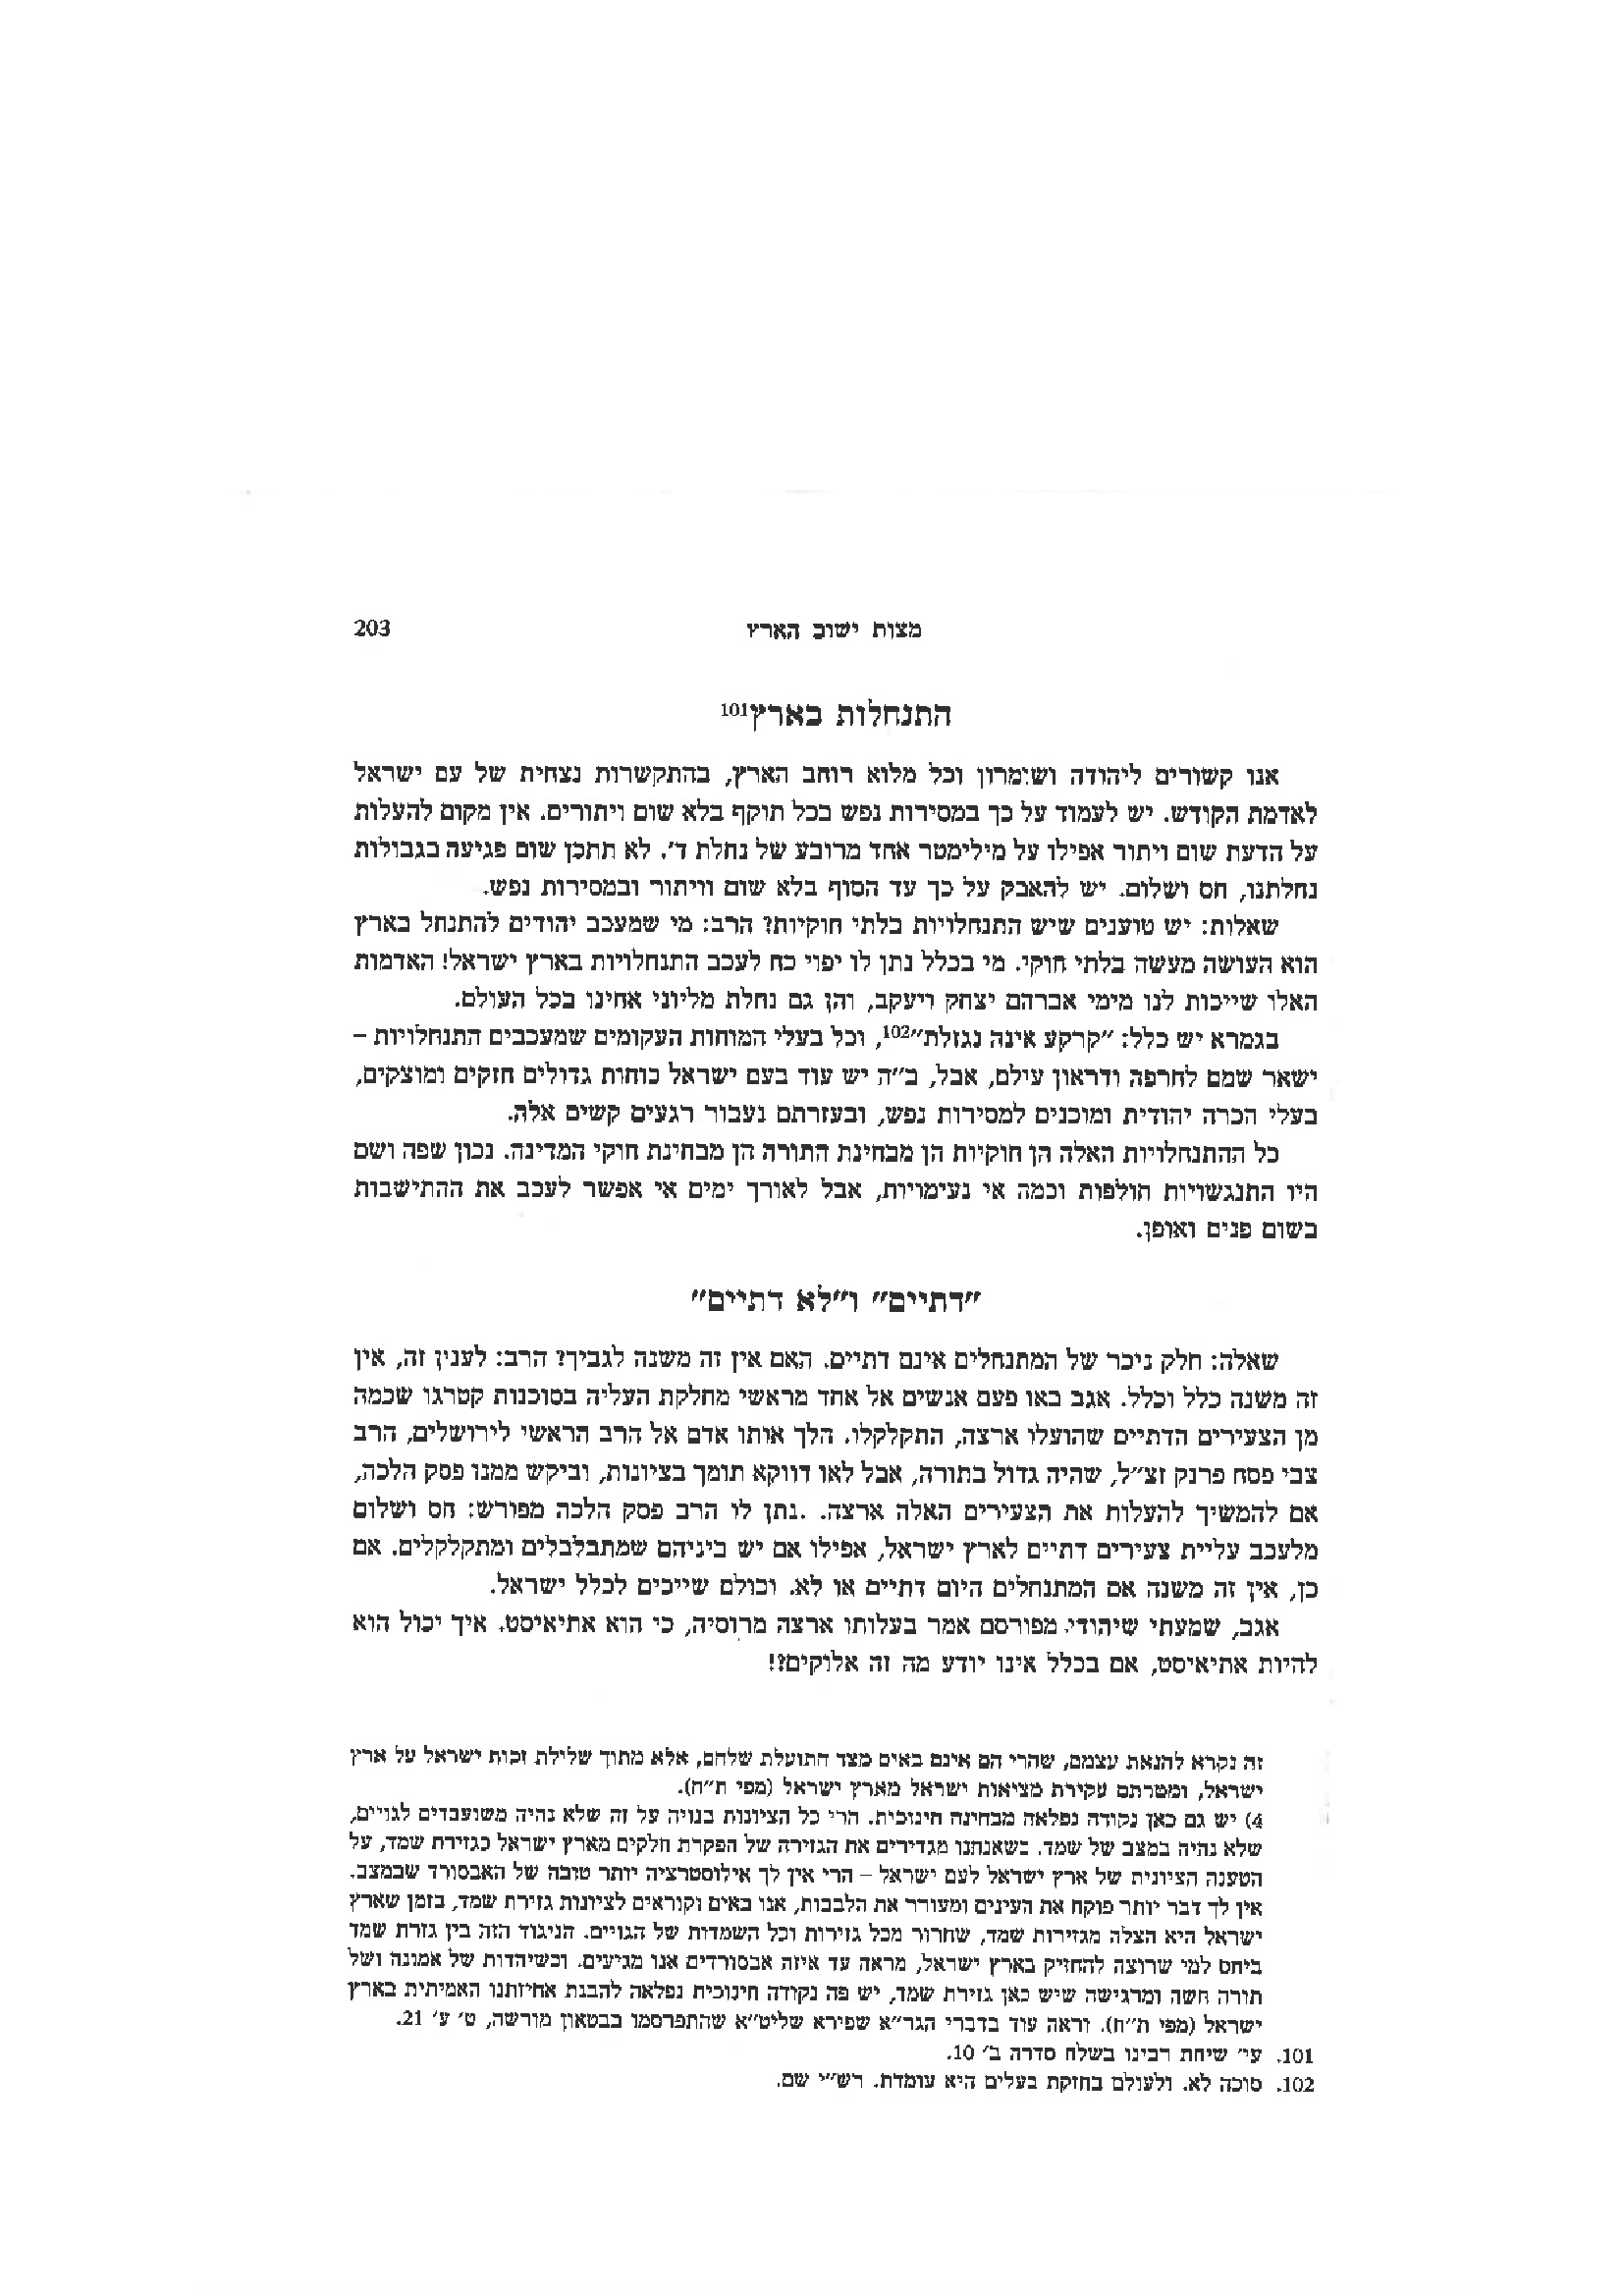 מצות ישוב הארץ 203
התנחלות בארץ101
אנו קשורים ליהודה ושומרון וכל מלוא רוחב הארץ, בהתקשרות נצחית של עם ישראל
לאדמת הקודש. יש לעמוד על כך במסירות נפש בכל תוקף בלא שום ויתורים. אין מקום להעלות
על הדעת שום ויתור אפילו על מילימטר אחד מרובע של נחלת ד'. לא תתכן שום פגיעה בגבולות
נחלתנו, חס ושלום. יש להאבק על כך עד הסוף בלא שום וויתור ובמסירות נפש.
שאלות: יש טוענים שיש התנחלויות בלתי חוקיות? הרב: מי שמעכב יהודים להתנחל בארץ
הוא העושה מעשה בלתי חוקי. מי בכלל נתן לו יפוי כח לעכב התנחלויות בארץ ישראל! האדמות
האלו שייכות לנו מימי אברהם יצחק ויעקב, והן גם נחלת מליוני אחינו בכל העולם.
בגמרא יש כלל: "קרקע אינה נגזלת"102, וכל בעלי המוחות העקומים שמעכבים התנחלויות –
ישאר שמם לחרפה ודראון עולם, אבל, ב"ה יש עוד בעם ישראל כוחות גדולים חזקים ומוצקים,
בעלי הכרה יהודית ומוכנים למסירות נפש, ובעזרתם נעבור רגעים קשים אלה.
כל ההתנחלויות האלה הן חוקיות הן מבחינת התורה הן מבחינת חוקי המדינה. נכון שפה ושם
היו התנגשויות חולפות וכמה אי נעימויות, אבל לאורך ימים אי אפשר לעכב את ההתישבות
בשום פנים ואופן.
"דתיים" ו"לא דתיים"
שאלה: חלק ניכר של המתנחלים אינם דתיים. האם אין זה משנה לגביך? הרב: לענין זה, אין
זה משנה כלל וכלל. אגב באו פעם אנשים אל אחד מראשי מחלקת העליה בסוכנות קטרגו שכמה
מן הצעירים הדתיים שהועלו ארצה, התקלקלו. הלך אותו אדם אל הרב הראשי לירושלים, הרב
צבי פסח פרנק זצ"ל, שהיה גדול בתורה, אבל לאו דווקא תומך בציונות, וביקש ממנו פסק הלכה,
אם להמשיך להעלות את הצעירים האלה ארצה. .נתן לו הרב פסק הלכה מפורש: חס ושלום
מלעכב עליית צעירים דתיים לארץ ישראל, אפילו אם יש ביניהם שמתבלבלים ומתקלקלים. אם
כן, אין זה משנה אם המתנחלים היום דתיים או לא. וכולם שייכים לכלל ישראל.
אגב, שמעתי שיהודי מפורסם אמר בעלותו ארצה מרוסיה, כי הוא אתיאיסט. איך יכול הוא
להיות אתיאיסט, אם בכלל אינו יודע מה זה אלוקים?!
זה נקרא להנאת עצמם, שהרי הם אינם באים מצד התועלת שלהם, אלא מתוך שלילת זכות ישראל על ארץ
ישראל, ומטרתם עקירת מציאות ישראל מארץ ישראל (מפי ת"ח).
4) יש גם כאן נקודה נפלאה מבחינה חינוכית. הרי כל הציונות בנויה על זה שלא נהיה משועבדים לגויים,
שלא נהיה במצב של שמד. כשאנחנו מגדירים את הגזירה של הפקרת חלקים מארץ ישראל כגזירת שמד, על
הטענה הציונית של ארץ ישראל לעם ישראל – הרי אין לך אילוסטרציה יותר טובה של האבסורד שבמצב.
אין לך דבר יותר פוקח את העינים ומעורר את הלבבות, אנו באים וקוראים לציונות גזירת שמד, בזמן שארץ
ישראל היא הצלה מגזירות שמד, שחרור מכל גזירות וכל השמדות של הגויים. הניגוד הזה בין גזרת שמד
ביחס למי שרוצה להחזיק בארץ ישראל, מראה עד איזה אבסורדים אנו מגיעים. וכשיהדות של אמונה ושל
תורה חשה ומרגישה שיש כאן גזירת שמד, יש פה נקודה חינוכית נפלאה להבנת אחיזתנו האמיתית בארץ
ישראל (מפי ת"ח). וראה עוד בדברי הגר"א שפירא שליט"א שהתפרסמו בבטאון מורשה, ט' ע' 21.
101. עי' שיחת רבינו בשלח סדרה ב' 10.
102. סוכה לא. ולעולם בחזקת בעלים היא עומדת. רש"י שם.